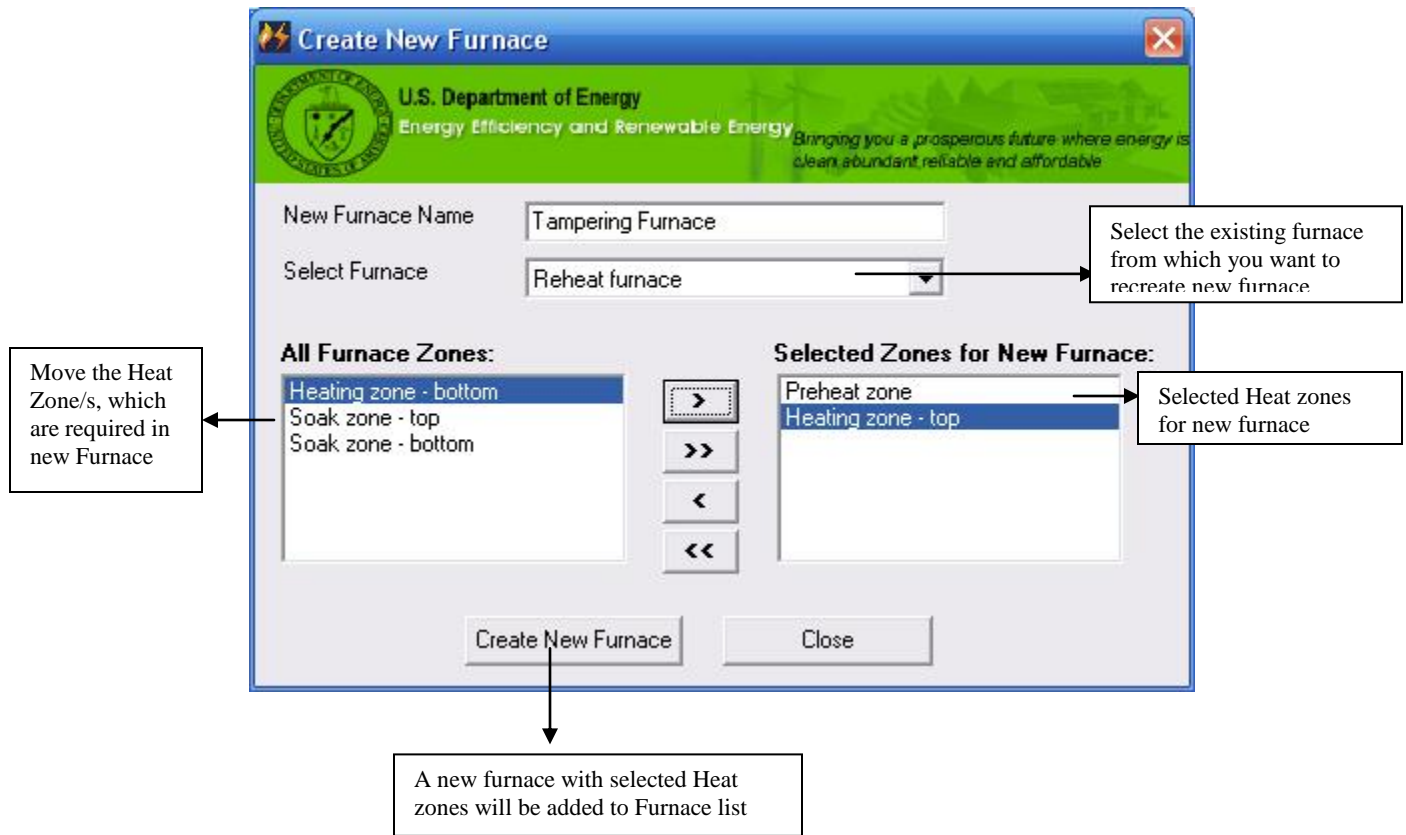 Create New Furnace
U.S. Department of Energy
Energy Efficiency and Renewable Energy
Bringing you a prosperous future where energy is
clean,abundant,reliable and affordable
New Furnace Name
Tampering Furnace
Select Furnace
Reheat furnace
Select the existing furnace
from which you want to
recreate new furnace
All Furnace Zones:
Heating zone - bottom
Soak zone - top
Soak zone - bottom
>
>>
<
<<
Selected Zones for New Furnace:
Preheat zone
Heating zone - top
Move the Heat
Zone/s, which
are required in
new Furnace
Selected Heat zones
for new furnace
Create New Furnace
Close
A new furnace with selected Heat
zones will be added to Furnace list